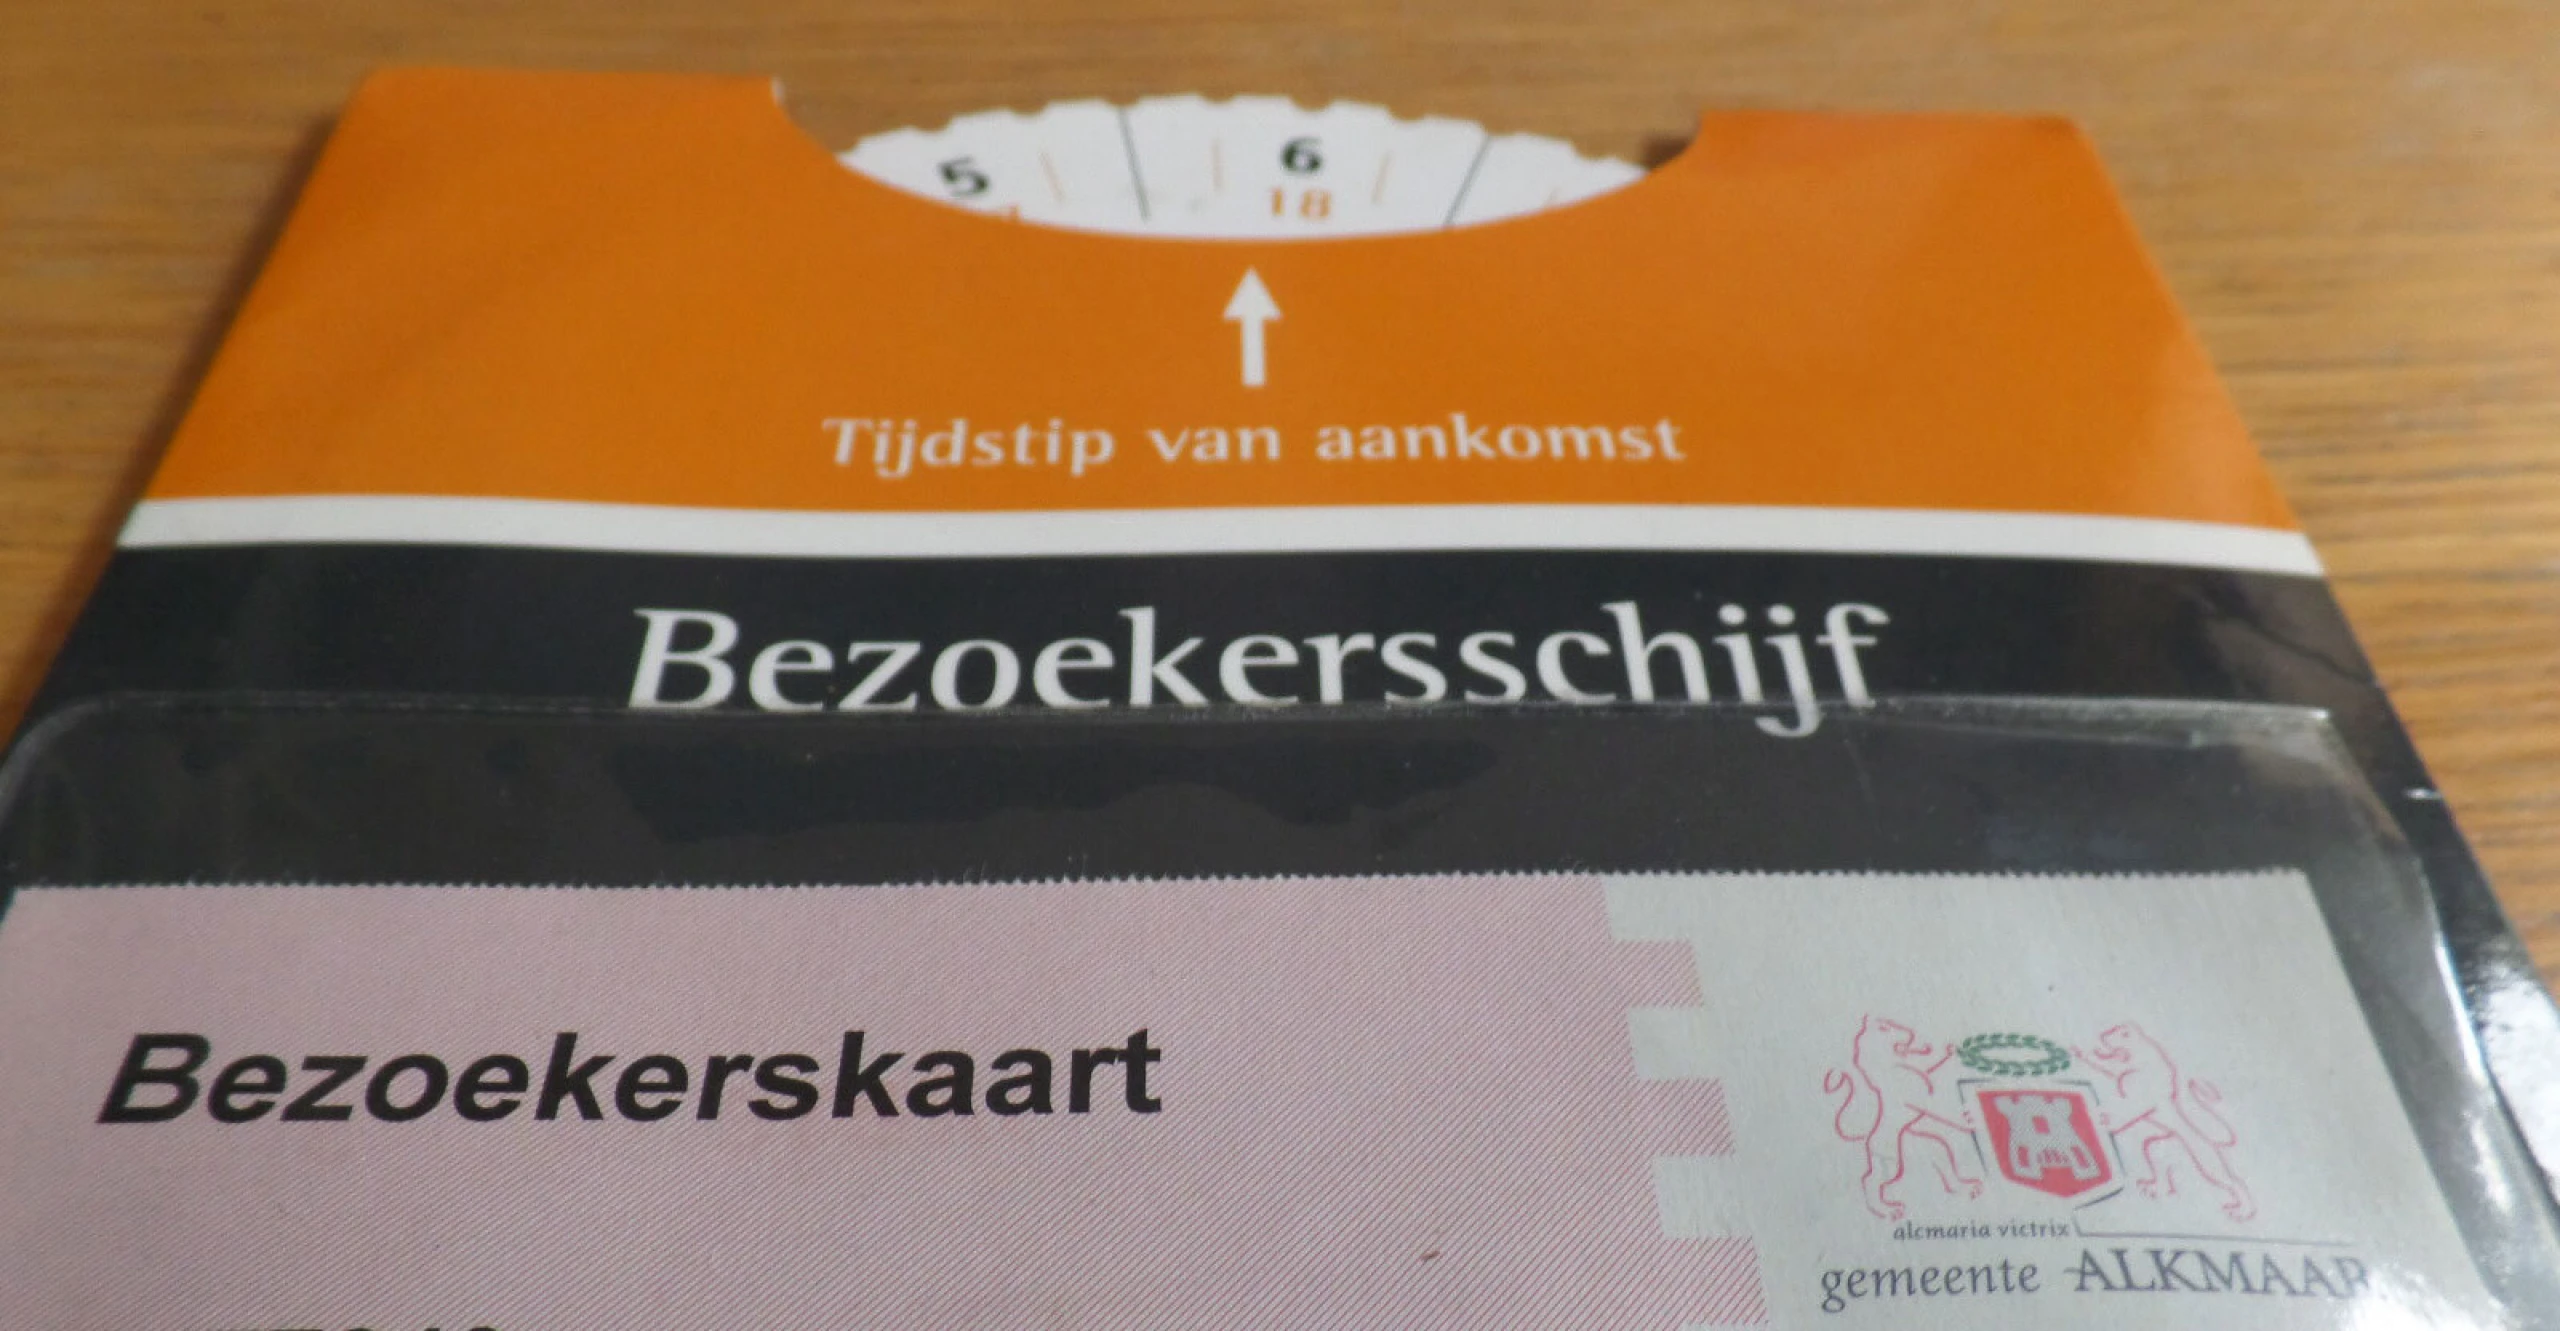 5 6
18
Tijdstip van aankomst
Bezoekersschijf
Bezoekerskaart
alcmaria victrix
gemeente ALKMAAR